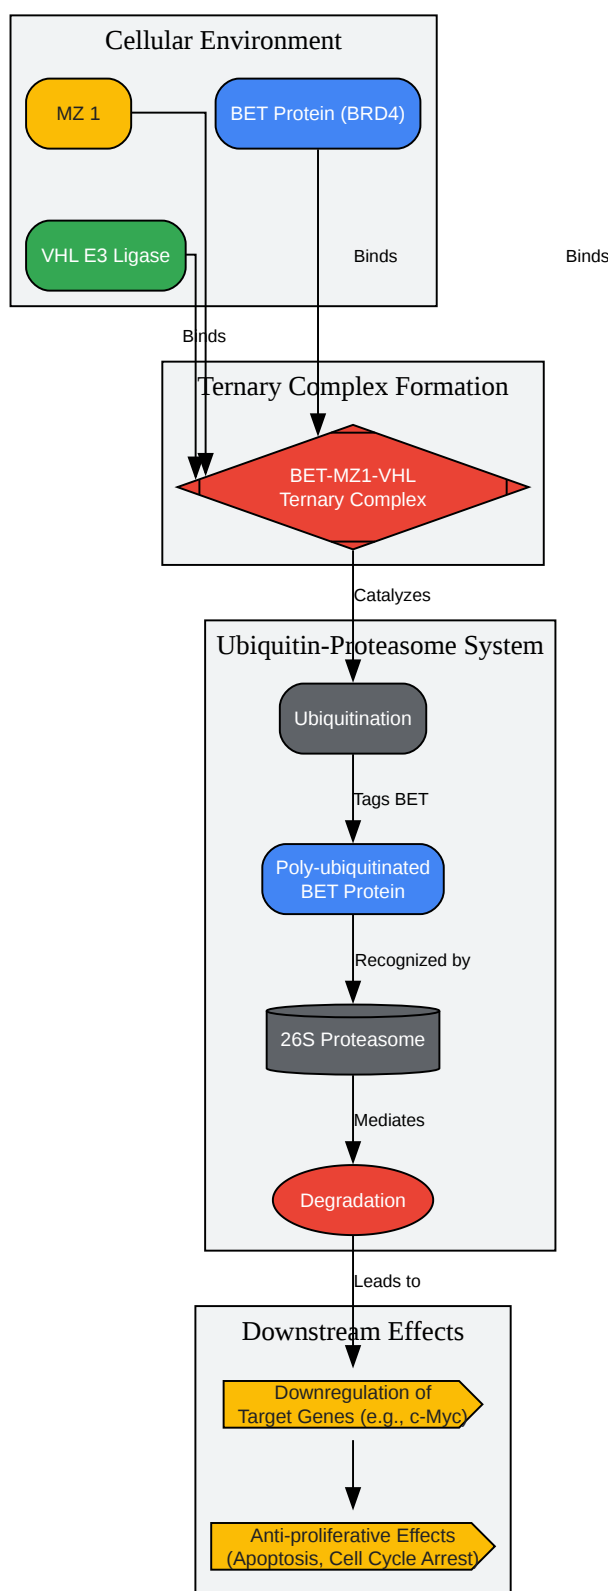 Cellular Environment
MZ 1
BET Protein (BRD4)
VHL E3 Ligase
Binds
Binds
Binds
Ternary Complex Formation
BET-MZ1-VHL
Ternary Complex
Catalyzes
Ubiquitin-Proteasome System
Ubiquitination
Tags BET
Poly-ubiquitinated
BET Protein
Recognized by
26S Proteasome
Mediates
Degradation
Leads to
Downstream Effects
Downregulation of
Target Genes (e.g., c-Myc)
Anti-proliferative Effects
(Apoptosis, Cell Cycle Arrest)